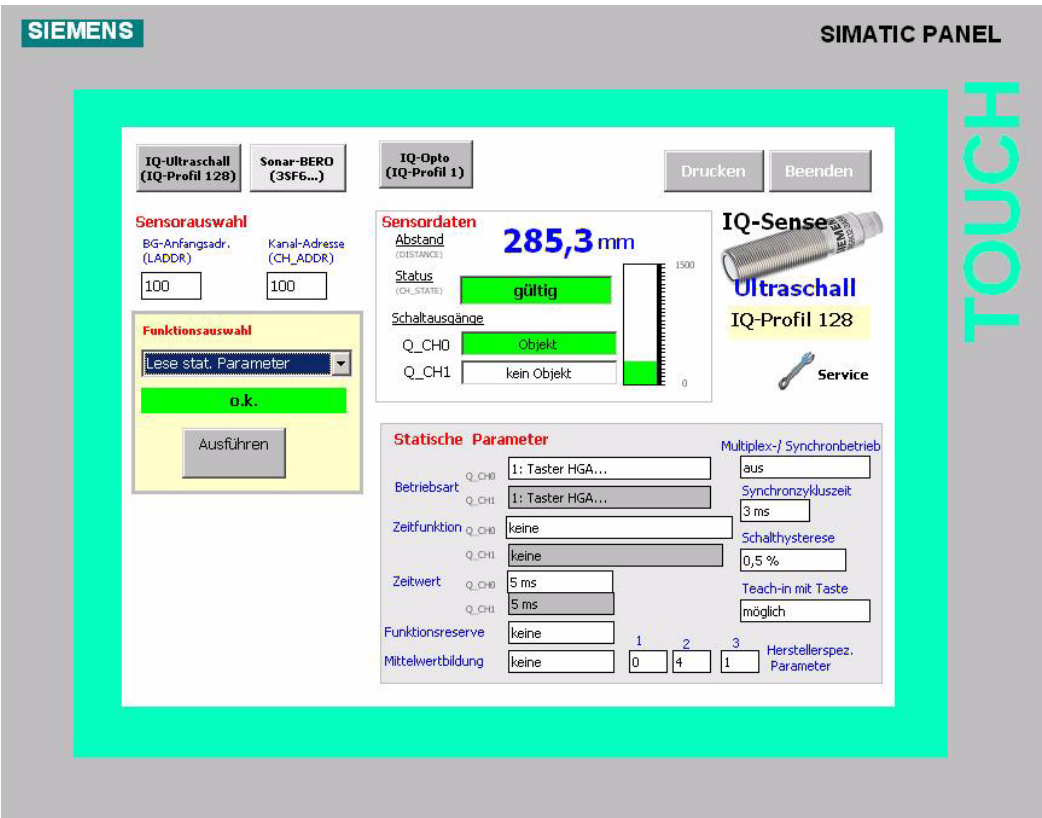 SIEMENS
SIMATIC PANEL
TOUCH
IQ-Ultraschall
(IQ-Profil 128)
Sonar-BERO
(3SF6...)
IQ-Opto
(IQ-Profil 1)
Drucken
Beenden
Sensorauswahl
BG-Anfangsadr.
(LADDR)
Kanal-Adresse
(CH_ADDR)
100
100
Funktionsauswahl
Lese stat. Parameter
o.k.
Ausführen
Sensordaten
Abstand
(DISTANCE)
285,3 mm
Status
(CH_STATE)
gültig
Schaltausgänge
Q_CH0
Objekt
Q_CH1
kein Objekt
1500
0
IQ-Sense
SIEMENS
Ultraschall
IQ-Profil 128
Service
Statische Parameter
Betriebsart
Q_CH0
1: Taster HGA...
Q_CH1
1: Taster HGA...
Zeitfunktion
Q_CH0
keine
Q_CH1
keine
Zeitwert
Q_CH0
5 ms
Q_CH1
5 ms
Funktionsreserve
keine
Mittelwertbildung
keine
Multiplex-/ Synchronbetrieb
aus
Synchronzykluszeit
3 ms
Schalthysterese
0,5 %
Teach-in mit Taste
möglich
1 2 3
0 4 1
Herstellerspez.
Parameter